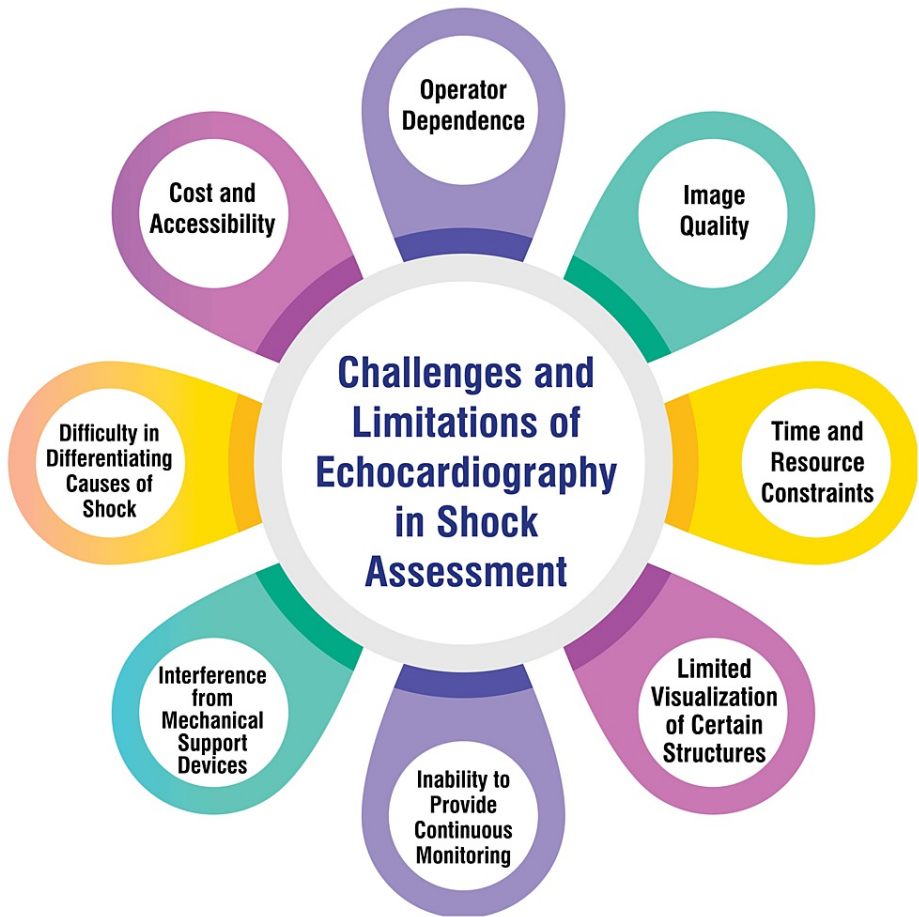 Challenges and
Limitations of
Echocardiography
in Shock
Assessment
Operator
Dependence
Image
Quality
Time and
Resource
Constraints
Limited
Visualization
of Certain
Structures
Inability to
Provide
Continuous
Monitoring
Interference
from
Mechanical
Support
Devices
Difficulty in
Differentiating
Causes of
Shock
Cost and
Accessibility